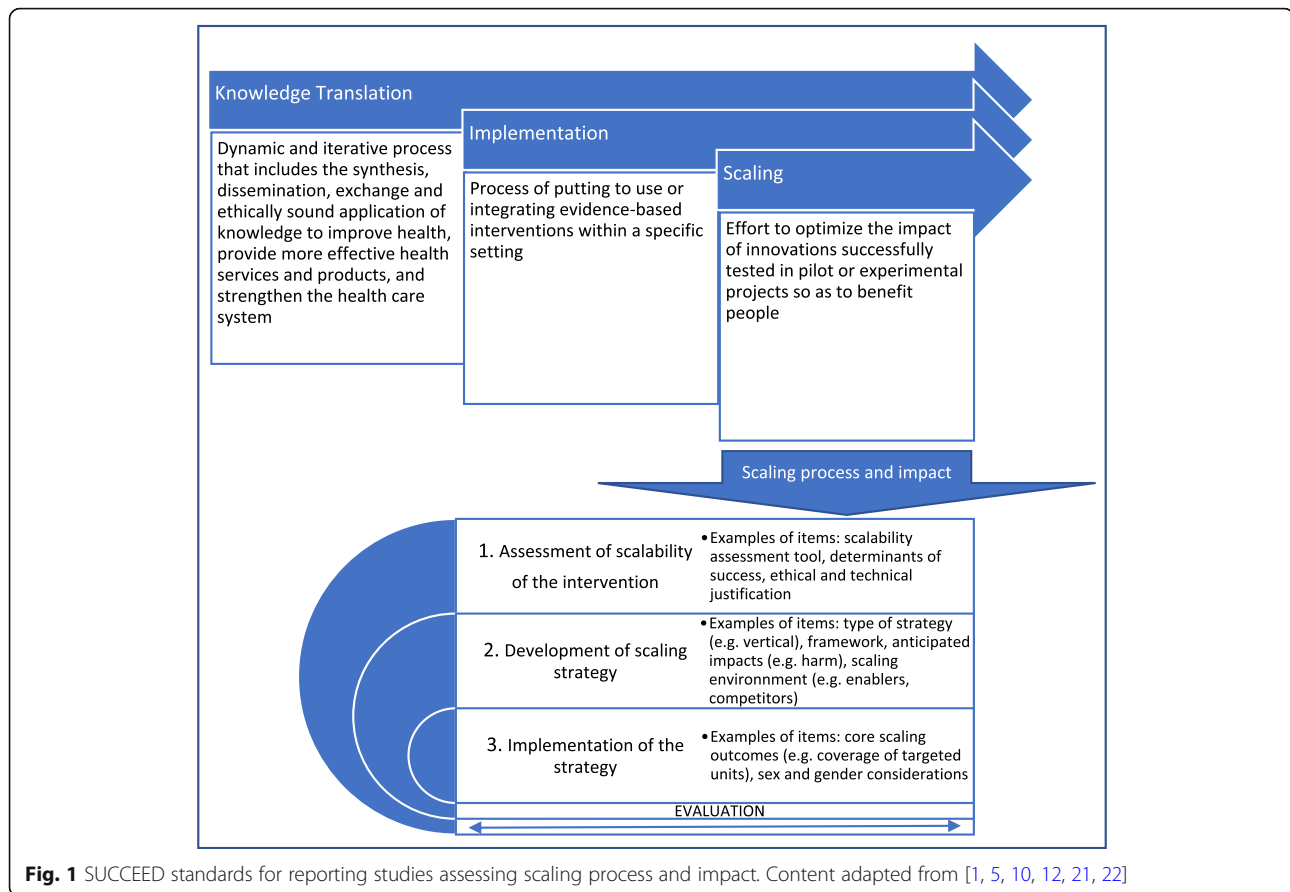 Knowledge Translation
Dynamic and iterative process
that includes the synthesis,
dissemination, exchange and
ethically sound application of
knowledge to improve health,
provide more effective health
services and products, and
strengthen the health care
system
Implementation
Process of putting to use or
integrating evidence-based
interventions within a specific
setting
Scaling
Effort to optimize the impact
of innovations successfully
tested in pilot or experimental
projects so as to benefit
people
Scaling process and impact
1. Assessment of scalability
of the intervention
•Examples of items: scalability
assessment tool, determinants of
success, ethical and technical
justification
2. Development of scaling
strategy
•Examples of items: type of strategy
(e.g. vertical), framework, anticipated
impacts (e.g. harm), scaling
environnment (e.g. enablers,
competitors)
3. Implementation of the
strategy
•Examples of items: core scaling
outcomes (e.g. coverage of targeted
units), sex and gender considerations
EVALUATION
Fig. 1 SUCCEED standards for reporting studies assessing scaling process and impact. Content adapted from [1, 5, 10, 12, 21, 22]